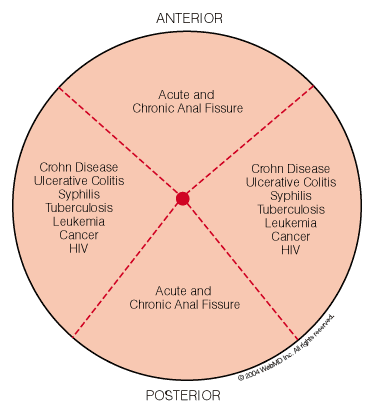 ANTERIOR
Acute and
Chronic Anal Fissure
Crohn Disease
Ulcerative Colitis
Syphilis
Tuberculosis
Leukemia
Cancer
HIV
Crohn Disease
Ulcerative Colitis
Syphilis
Tuberculosis
Leukemia
Cancer
HIV
Acute and
Chronic Anal Fissure
© 2004 WebMD Inc. All rights reserved.
POSTERIOR